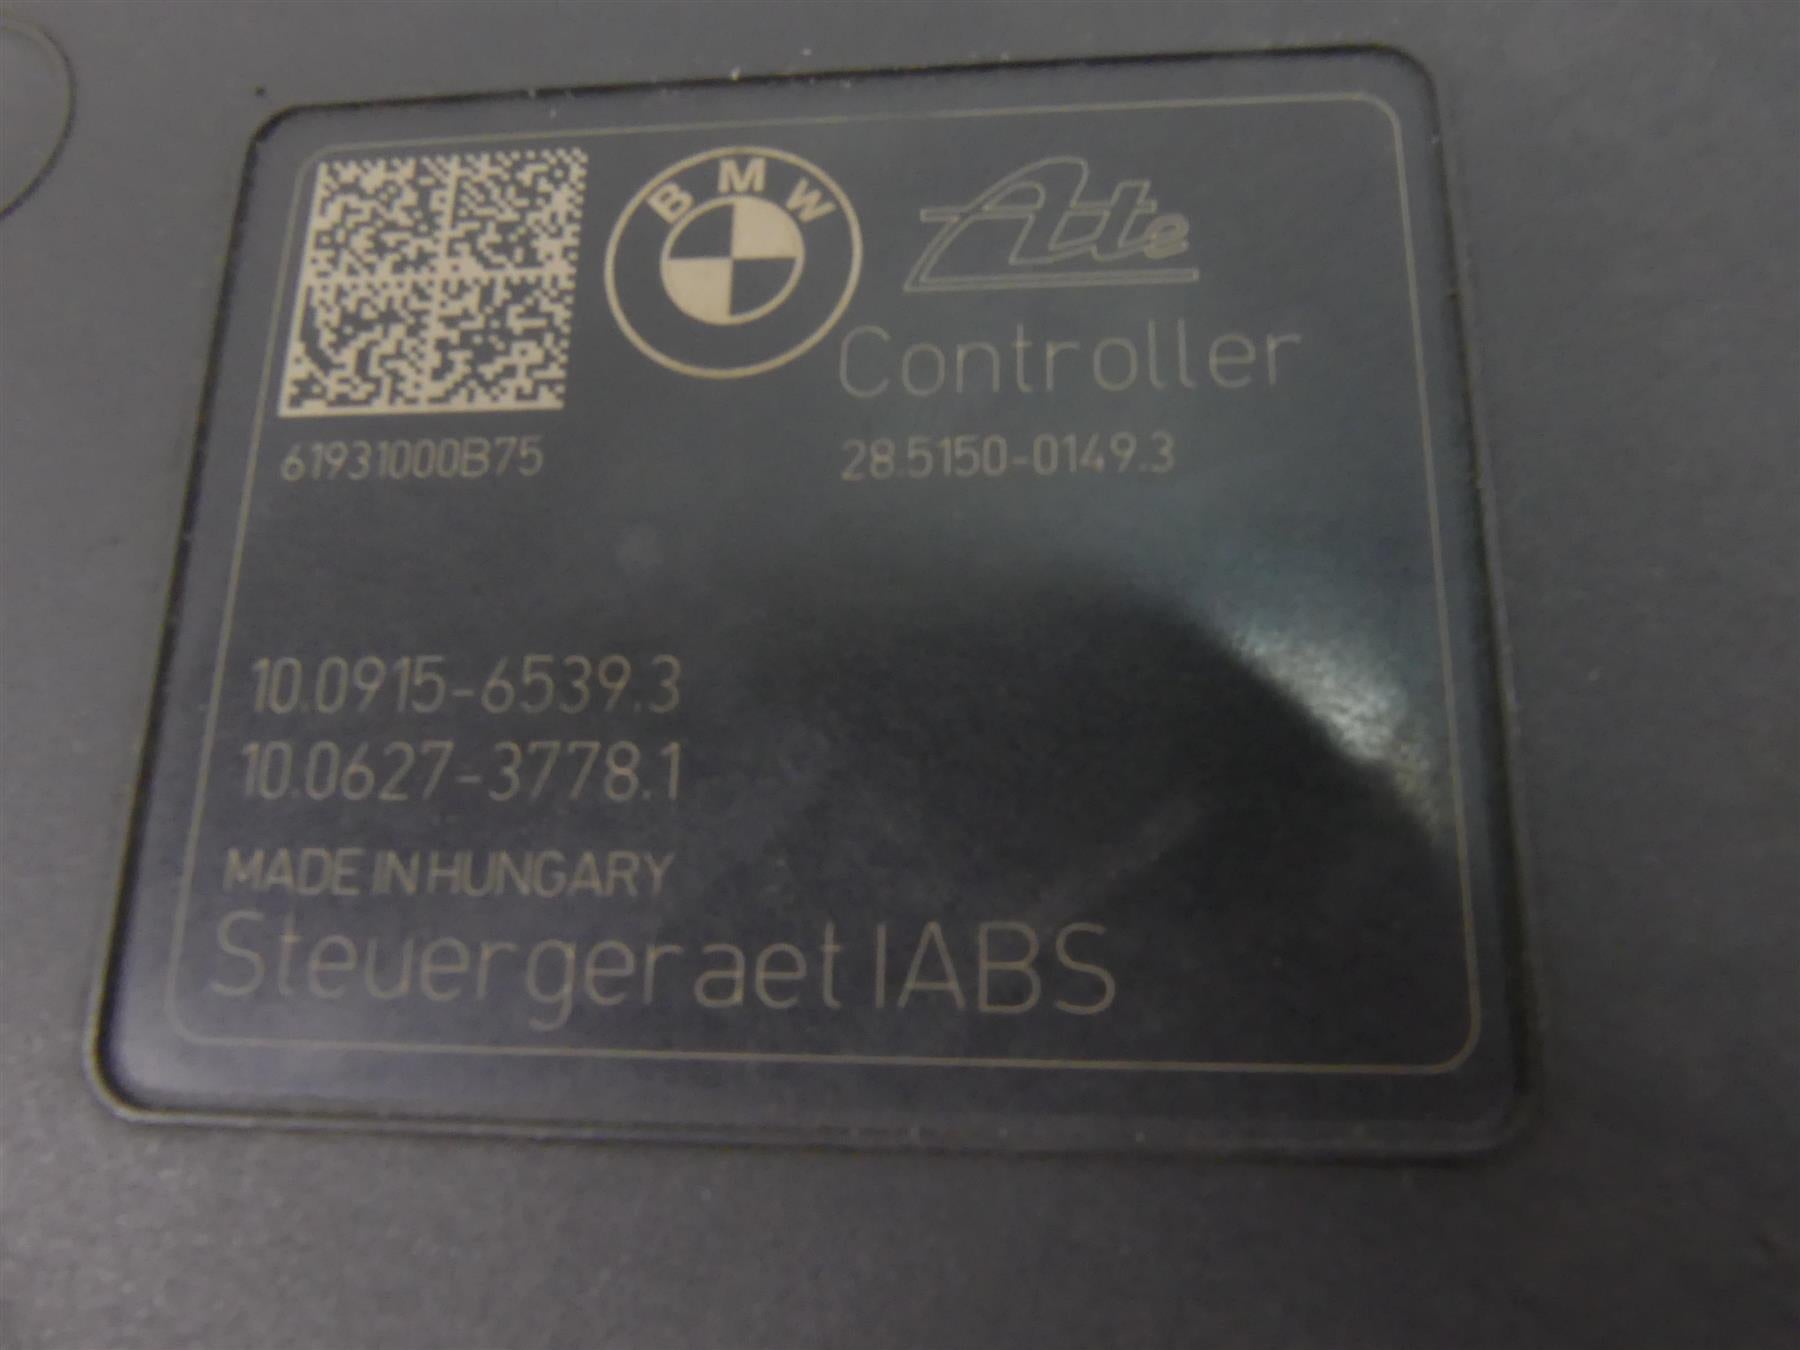 BMW
Ate
Controller
61931000B75
28.5150-0149.3
10.0915-6539.3
10.0627-3778.1
MADE IN HUNGARY
Steuergeraet IABS